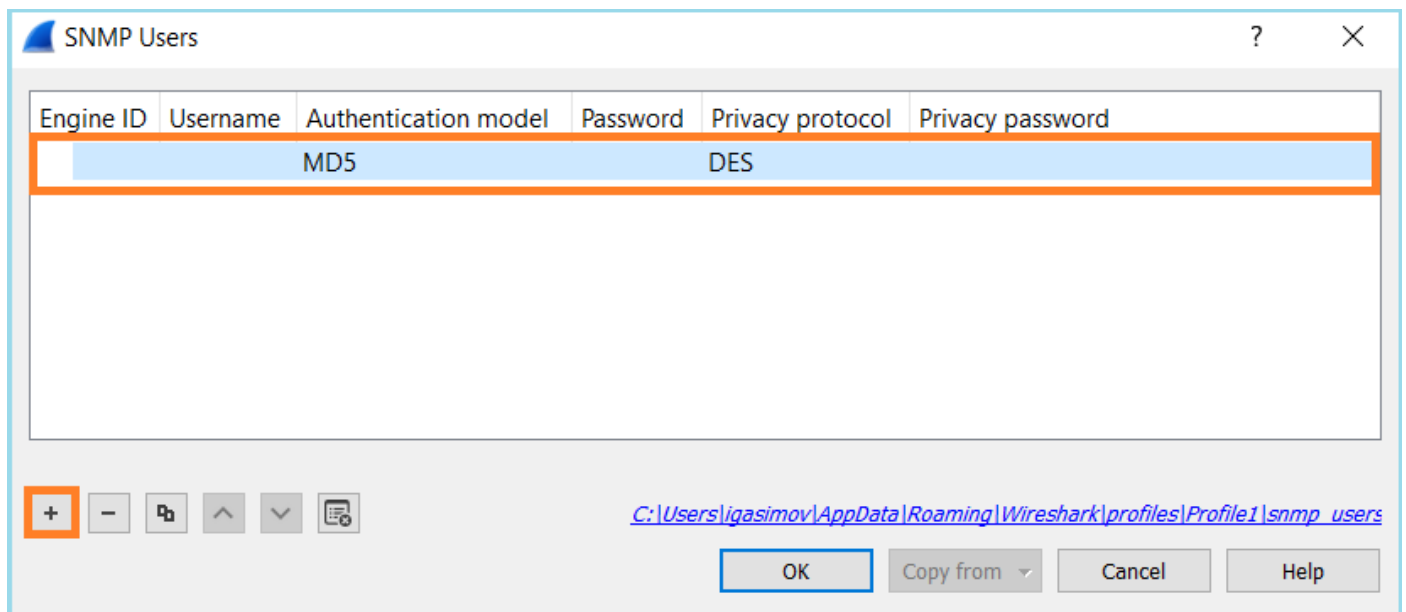 SNMP Users ?
Engine ID Username Authentication model Password Privacy protocol Privacy password
MD5 DES
C:\Users\igasimov\AppData\Roaming\Wireshark\profiles\Profile1\snmp_users
OK Copy from Cancel Help